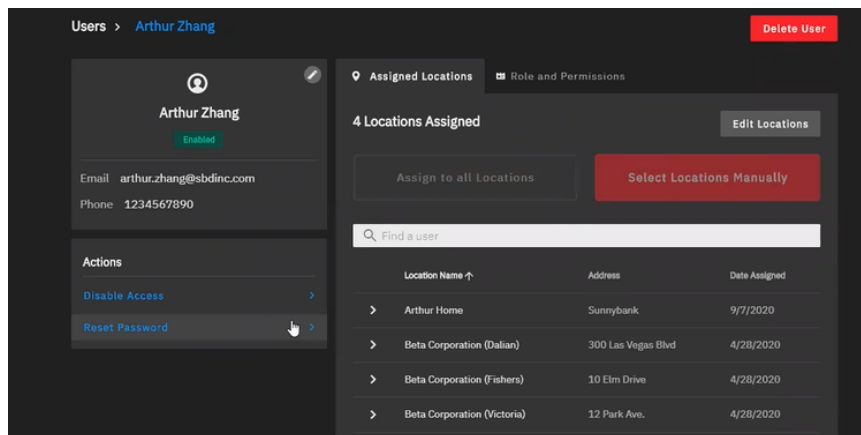 Users > Arthur Zhang
Delete User
Arthur Zhang
Enabled
Email arthur.zhang@sbdinc.com
Phone 1234567890
Actions
Disable Access >
Reset Password >
Assigned Locations
Role and Permissions
4 Locations Assigned
Edit Locations
Assign to all Locations
Select Locations Manually
Find a user
Location Name ↑ Address Date Assigned
> Arthur Home Sunnybank 9/7/2020
> Beta Corporation (Dalian) 300 Las Vegas Blvd 4/28/2020
> Beta Corporation (Fishers) 10 Elm Drive 4/28/2020
> Beta Corporation (Victoria) 12 Park Ave. 4/28/2020